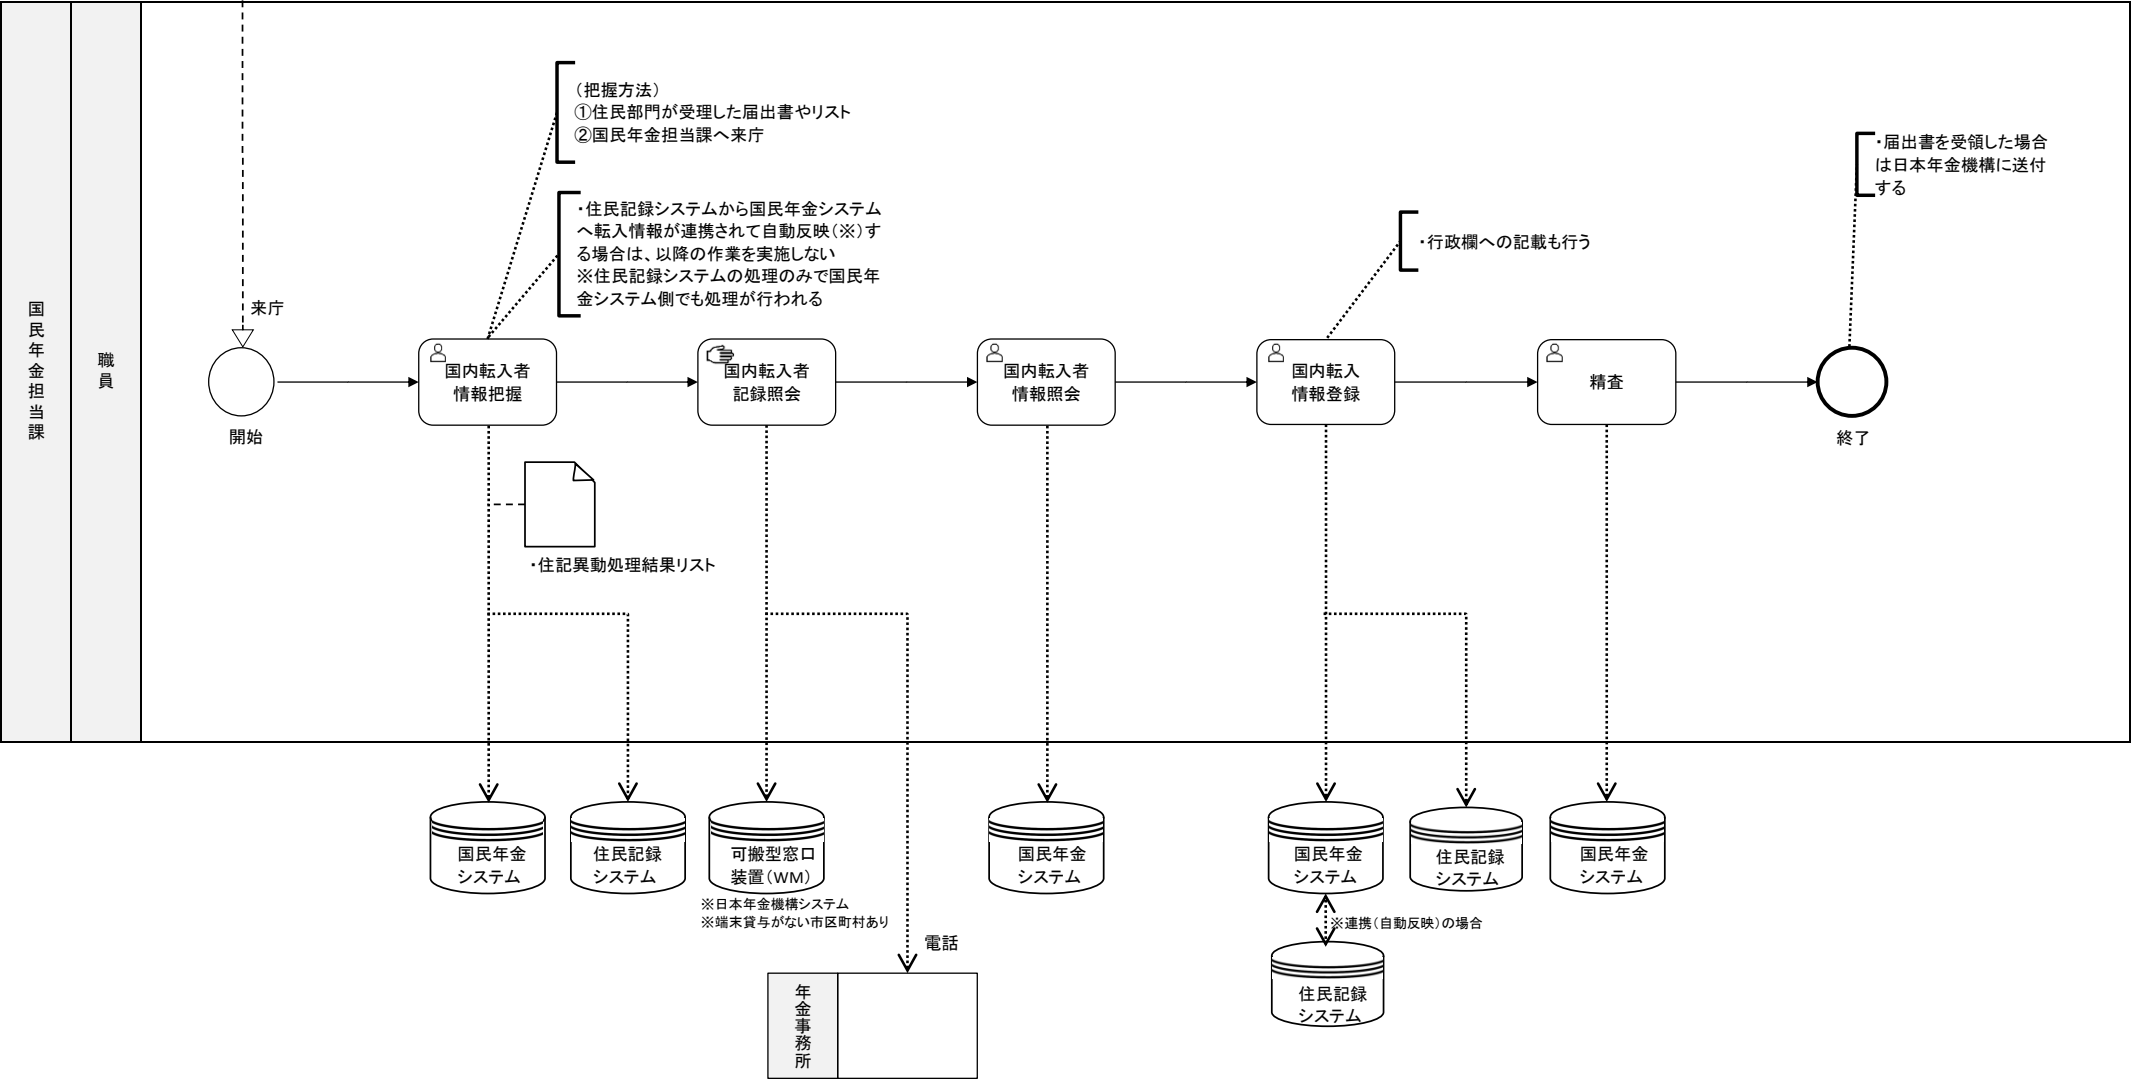 国民年金担当課
職員
来庁
開始
（把握方法）
①住民部門が受理した届出書やリスト
②国民年金担当課へ来庁
・住民記録システムから国民年金システム
へ転入情報が連携されて自動反映（※）す
る場合は、以降の作業を実施しない
※住民記録システムの処理のみで国民年
金システム側でも処理が行われる
・行政欄への記載も行う
・届出書を受領した場合
は日本年金機構に送付
する
国内転入者
情報把握
国内転入者
記録照会
国内転入者
情報照会
国内転入
情報登録
精査
終了
・住記異動処理結果リスト
国民年金
システム
住民記録
システム
可搬型窓口
装置（WM）
※日本年金機構システム
※端末貸与がない市区町村あり
電話
年金事務所
国民年金
システム
国民年金
システム
※連携（自動反映）の場合
住民記録
システム
住民記録
システム
国民年金
システム